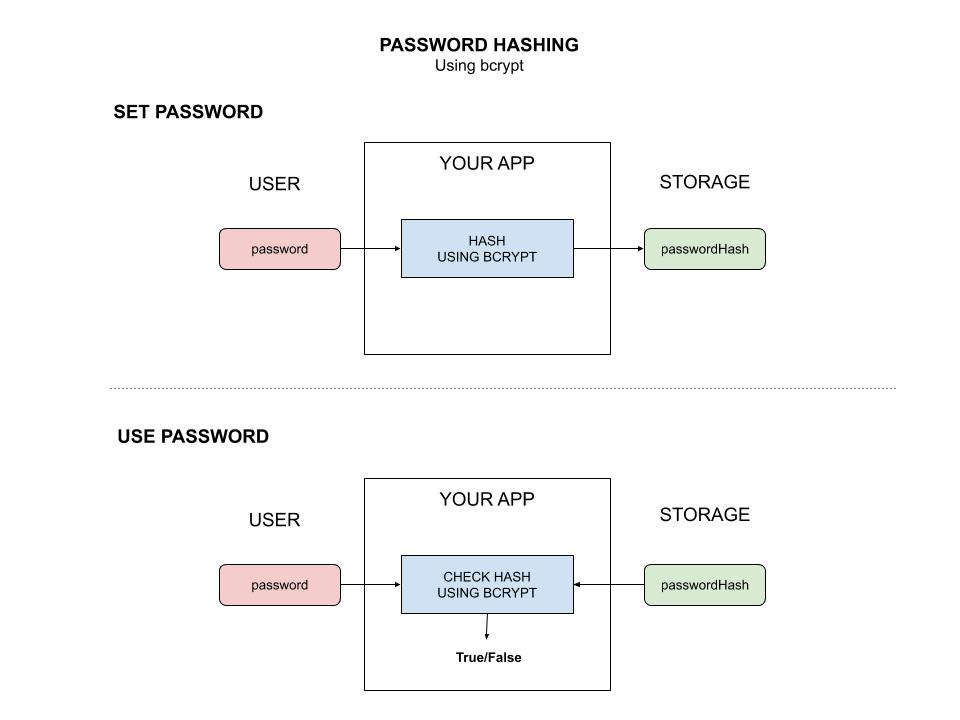 PASSWORD HASHING
Using bcrypt
SET PASSWORD
YOUR APP
USER
STORAGE
password
HASH
USING BCRYPT
passwordHash
USE PASSWORD
YOUR APP
USER
STORAGE
password
CHECK HASH
USING BCRYPT
passwordHash
True/False